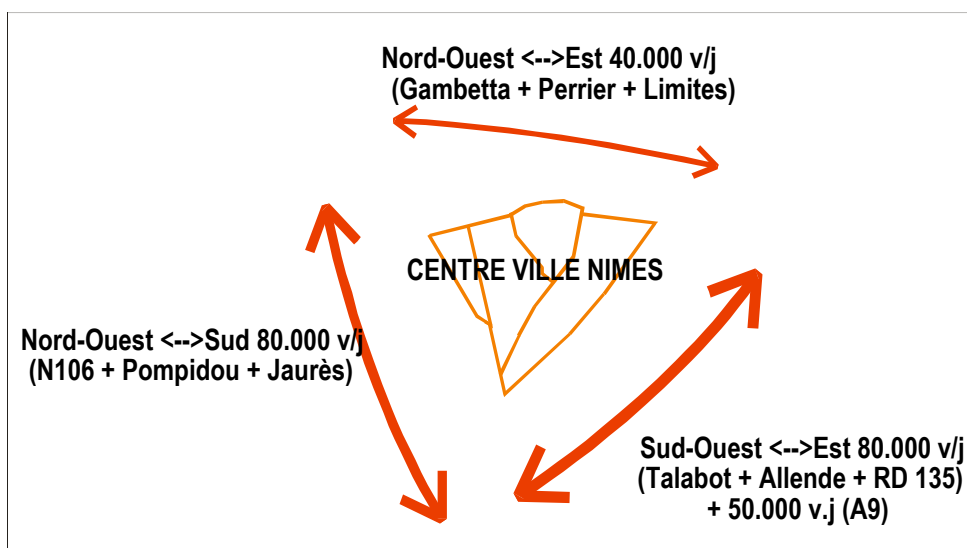 Nord-Ouest <-->Est 40.000 v/j
(Gambetta + Perrier + Limites)
CENTRE VILLE NIMES
Nord-Ouest <-->Sud 80.000 v/j
(N106 + Pompidou + Jaurès)
Sud-Ouest <-->Est 80.000 v/j
(Talabot + Allende + RD 135)
+ 50.000 v.j (A9)